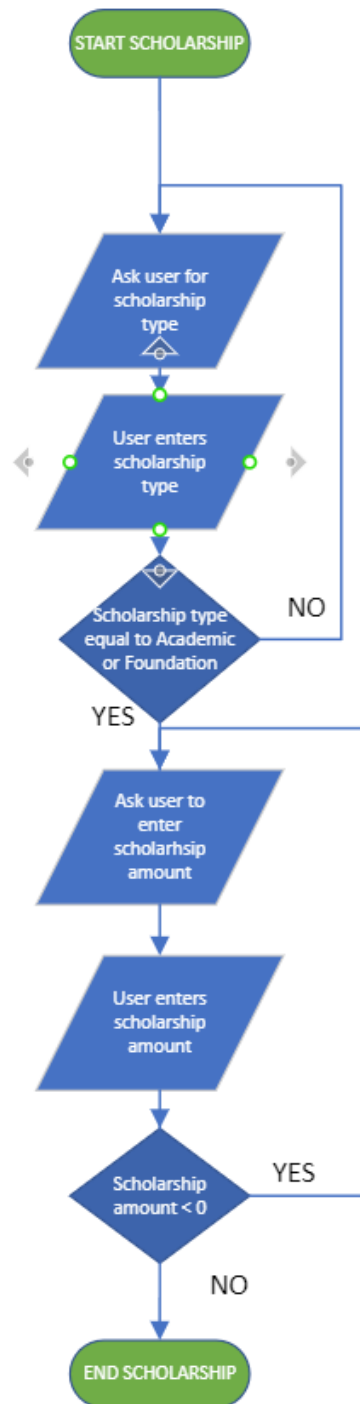 START SCHOLARSHIP
Ask user for
scholarship
type
User enters
scholarship
type
Scholarship type
equal to Academic
or Foundation
NO
YES
Ask user to
enter
scholarhsip
amount
User enters
scholarship
amount
Scholarship
amount < 0
YES
NO
END SCHOLARSHIP